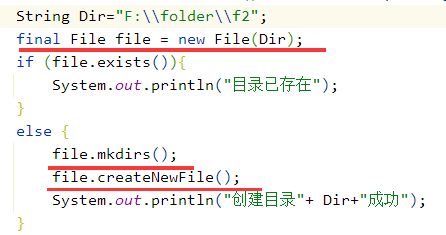 String Dir="F:\\folder\\f2";
final File file = new File(Dir);
if (file.exists()){
System.out.println("目录已存在");
}
else {
file.mkdirs();
file.createNewFile();
System.out.println("创建目录"+ Dir+"成功");
}